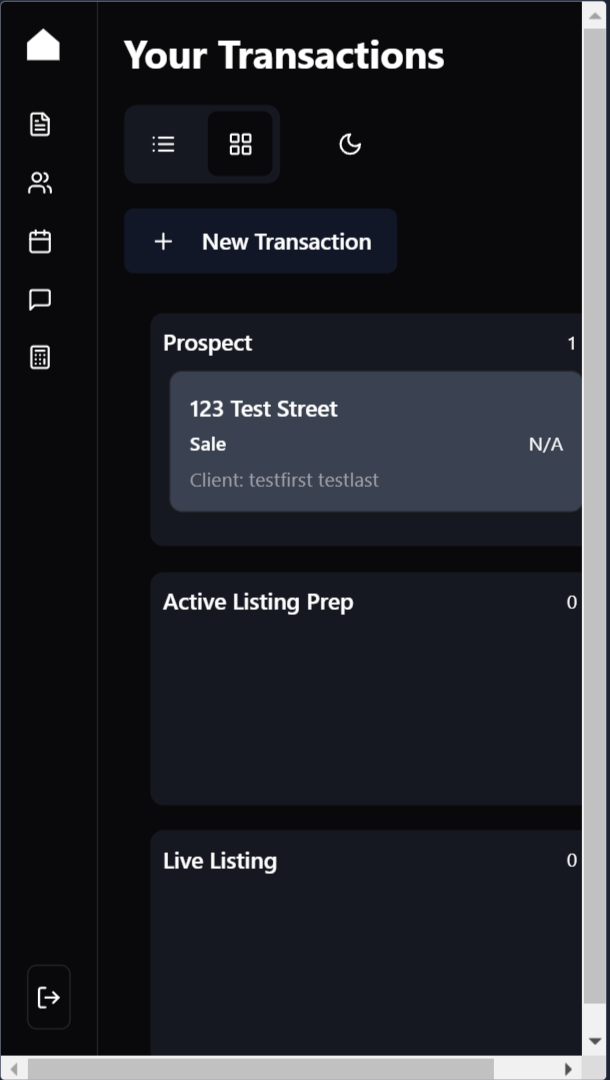 Your Transactions
New Transaction
Prospect 1
123 Test Street
Sale N/A
Client: testfirst testlast
Active Listing Prep 0
Live Listing 0